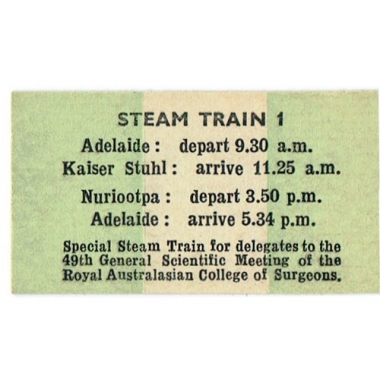 STEAM TRAIN 1
Adelaide : depart 9.30 a.m.
Kaiser Stuhl : arrive 11.25 a.m.
Nuriootpa : depart 3.50 p.m.
Adelaide : arrive 5.34 p.m.
Special Steam Train for delegates to the
49th General Scientific Meeting of the
Royal Australasian College of Surgeons.